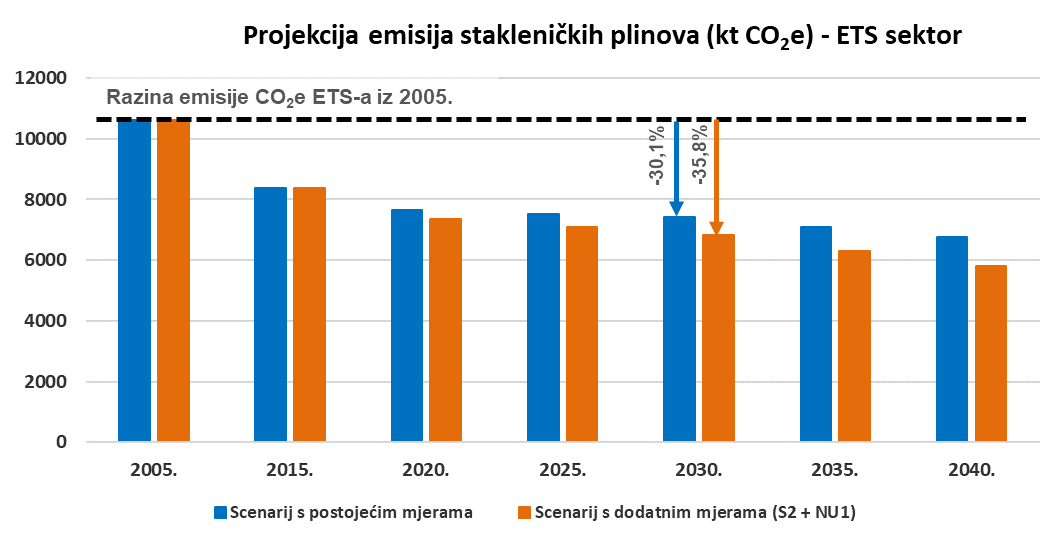 Projekcija emisija stakleničkih plinova (kt CO₂e) - ETS sektor
12000
Razina emisije CO₂e ETS-a iz 2005.
10000
-30,1%
-35,8%
8000
6000
4000
2000
0
2005. 2015. 2020. 2025. 2030. 2035. 2040.
Scenarij s postojećim mjerama Scenarij s dodatnim mjerama (S2 + NU1)